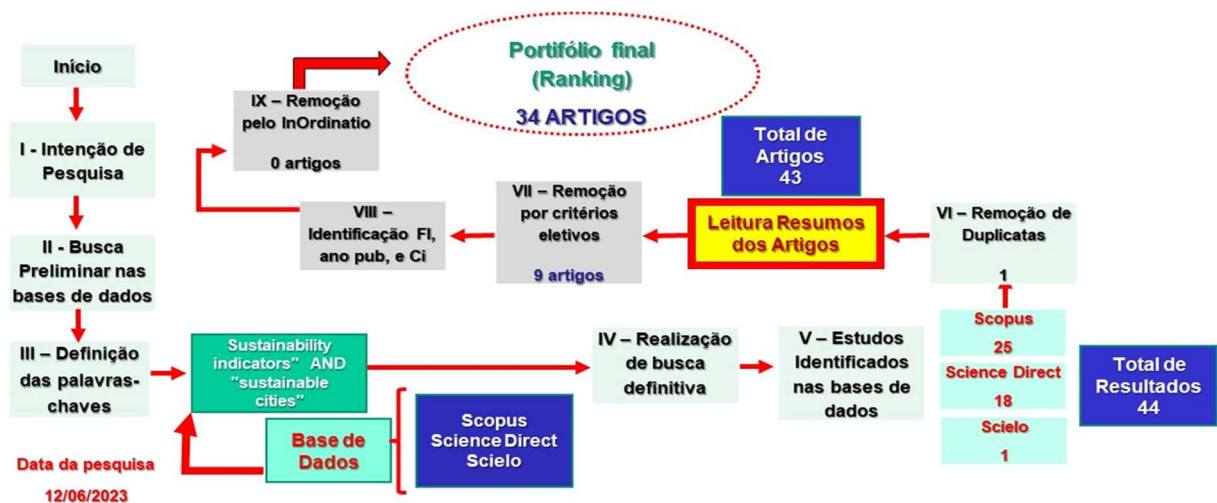 Início
I - Intenção de
Pesquisa
II - Busca
Preliminar nas
bases de dados
III – Definição
das palavras-
chaves
Data da pesquisa
12/06/2023
Sustainability
indicators" AND
"sustainable
cities"
Base de
Dados
Scopus
Science Direct
Scielo
IV – Realização
de busca
definitiva
V – Estudos
Identificados
nas bases de
dados
Scopus
25
Science Direct
18
Scielo
1
Total de
Resultados
44
VI – Remoção de
Duplicatas
1
Total de
Artigos
43
Leitura Resumos
dos Artigos
VII – Remoção
por critérios
eletivos
9 artigos
VIII –
Identificação FI,
ano pub, e Ci
IX – Remoção
pelo InOrdinatio
0 artigos
Portifólio final
(Ranking)
34 ARTIGOS